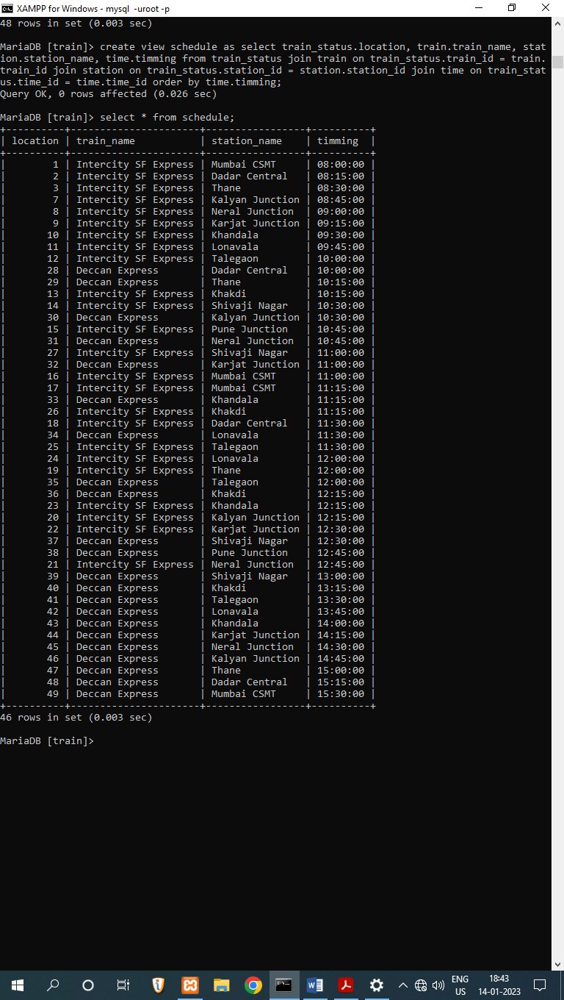 XAMPP for Windows - mysql -uroot -p
48 rows in set (0.003 sec)
MariaDB [train]> create view schedule as select train_status.location, train.train_name, stat
ion.station_name, time.timming from train_status join train on train_status.train_id = train.
train_id join station on train_status.station_id = station.station_id join time on train_stat
us.time_id = time.time_id order by time.timming;
Query OK, 0 rows affected (0.026 sec)
MariaDB [train]> select * from schedule;
+----------+----------------------+-----------------+----------+
| location | train_name           | station_name    | timming  |
+----------+----------------------+-----------------+----------+
|        1 | Intercity SF Express | Mumbai CSMT     | 08:00:00 |
|        2 | Intercity SF Express | Dadar Central   | 08:15:00 |
|        3 | Intercity SF Express | Thane           | 08:30:00 |
|        7 | Intercity SF Express | Kalyan Junction | 08:45:00 |
|        8 | Intercity SF Express | Neral Junction  | 09:00:00 |
|        9 | Intercity SF Express | Karjat Junction | 09:15:00 |
|       10 | Intercity SF Express | Khandala        | 09:30:00 |
|       11 | Intercity SF Express | Lonavala        | 09:45:00 |
|       12 | Intercity SF Express | Talegaon        | 10:00:00 |
|       28 | Deccan Express       | Dadar Central   | 10:00:00 |
|       29 | Deccan Express       | Thane           | 10:15:00 |
|       13 | Intercity SF Express | Khakdi          | 10:15:00 |
|       14 | Intercity SF Express | Shivaji Nagar   | 10:30:00 |
|       30 | Deccan Express       | Kalyan Junction | 10:30:00 |
|       15 | Intercity SF Express | Pune Junction   | 10:45:00 |
|       31 | Deccan Express       | Neral Junction  | 10:45:00 |
|       27 | Intercity SF Express | Shivaji Nagar   | 11:00:00 |
|       32 | Deccan Express       | Karjat Junction | 11:00:00 |
|       16 | Intercity SF Express | Mumbai CSMT     | 11:00:00 |
|       17 | Intercity SF Express | Mumbai CSMT     | 11:15:00 |
|       33 | Deccan Express       | Khandala        | 11:15:00 |
|       26 | Intercity SF Express | Khakdi          | 11:15:00 |
|       18 | Intercity SF Express | Dadar Central   | 11:30:00 |
|       34 | Deccan Express       | Lonavala        | 11:30:00 |
|       25 | Intercity SF Express | Talegaon        | 11:30:00 |
|       24 | Intercity SF Express | Lonavala        | 12:00:00 |
|       19 | Intercity SF Express | Thane           | 12:00:00 |
|       35 | Deccan Express       | Talegaon        | 12:00:00 |
|       36 | Deccan Express       | Khakdi          | 12:15:00 |
|       23 | Intercity SF Express | Khandala        | 12:15:00 |
|       20 | Intercity SF Express | Kalyan Junction | 12:15:00 |
|       22 | Intercity SF Express | Karjat Junction | 12:30:00 |
|       37 | Deccan Express       | Shivaji Nagar   | 12:30:00 |
|       38 | Deccan Express       | Pune Junction   | 12:45:00 |
|       21 | Intercity SF Express | Neral Junction  | 12:45:00 |
|       39 | Deccan Express       | Shivaji Nagar   | 13:00:00 |
|       40 | Deccan Express       | Khakdi          | 13:15:00 |
|       41 | Deccan Express       | Talegaon        | 13:30:00 |
|       42 | Deccan Express       | Lonavala        | 13:45:00 |
|       43 | Deccan Express       | Khandala        | 14:00:00 |
|       44 | Deccan Express       | Karjat Junction | 14:15:00 |
|       45 | Deccan Express       | Neral Junction  | 14:30:00 |
|       46 | Deccan Express       | Kalyan Junction | 14:45:00 |
|       47 | Deccan Express       | Thane           | 15:00:00 |
|       48 | Deccan Express       | Dadar Central   | 15:15:00 |
|       49 | Deccan Express       | Mumbai CSMT     | 15:30:00 |
+----------+----------------------+-----------------+----------+
46 rows in set (0.003 sec)
MariaDB [train]>
ENG 18:43
US 14-01-2023